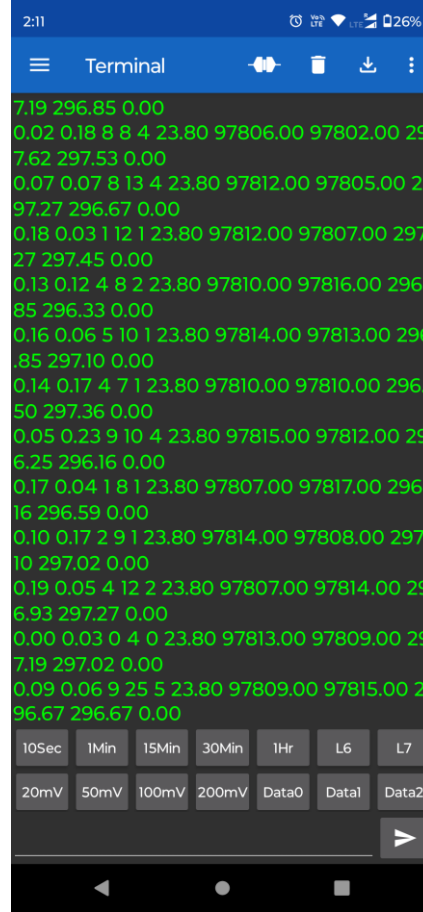 2:11 VoLTE LTE 26%
Terminal
7.19 296.85 0.00
0.02 0.18 8 8 4 23.80 97806.00 97802.00 29
7.62 297.53 0.00
0.07 0.07 8 13 4 23.80 97812.00 97805.00 2
97.27 296.67 0.00
0.18 0.03 1 12 1 23.80 97812.00 97807.00 297
27 297.45 0.00
0.13 0.12 4 8 2 23.80 97810.00 97816.00 296
85 296.33 0.00
0.16 0.06 5 10 1 23.80 97814.00 97813.00 296
.85 297.10 0.00
0.14 0.17 4 7 1 23.80 97810.00 97810.00 296.
50 297.36 0.00
0.05 0.23 9 10 4 23.80 97815.00 97812.00 29
6.25 296.16 0.00
0.17 0.04 1 8 1 23.80 97807.00 97817.00 296
16 296.59 0.00
0.10 0.17 2 9 1 23.80 97814.00 97808.00 297
10 297.02 0.00
0.19 0.05 4 12 2 23.80 97807.00 97814.00 29
6.93 297.27 0.00
0.00 0.03 0 4 0 23.80 97813.00 97809.00 29
7.19 297.02 0.00
0.09 0.06 9 25 5 23.80 97809.00 97815.00 2
96.67 296.67 0.00
10Sec 1Min 15Min 30Min 1Hr L6 L7
20mV 50mV 100mV 200mV Data0 Data1 Data2